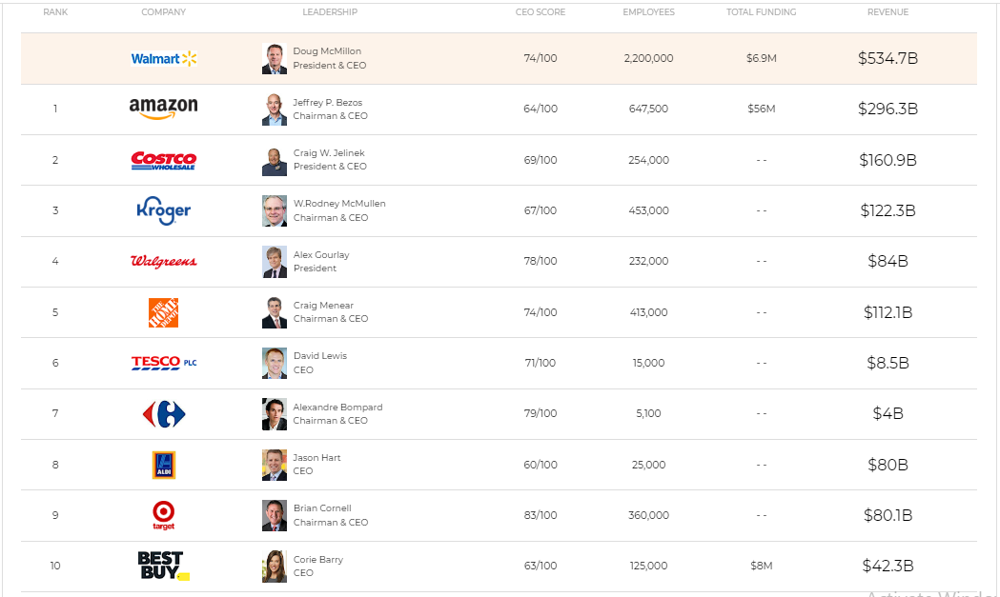 RANK COMPANY LEADERSHIP CEO SCORE EMPLOYEES TOTAL FUNDING REVENUE
Walmart Doug McMillon 74/100 2,200,000 $6.9M $534.7B
President & CEO
1 amazon Jeffrey P. Bezos 64/100 647,500 $56M $296.3B
Chairman & CEO
2 COSTCO WHOLESALE Craig W. Jelinek 69/100 254,000 -- $160.9B
President & CEO
3 Kroger W.Rodney McMullen 67/100 453,000 -- $122.3B
Chairman & CEO
4 Walgreens Alex Gourlay 78/100 232,000 -- $84B
President
5 THE HOME DEPOT Craig Menear 74/100 413,000 -- $112.1B
Chairman & CEO
6 TESCO PLC David Lewis 71/100 15,000 -- $8.5B
CEO
7 Alexandre Bompard 79/100 5,100 -- $4B
Chairman & CEO
8 ALDI Jason Hart 60/100 25,000 -- $80B
CEO
9 target Brian Cornell 83/100 360,000 -- $80.1B
Chairman & CEO
10 BEST BUY Corie Barry 63/100 125,000 $8M $42.3B
CEO